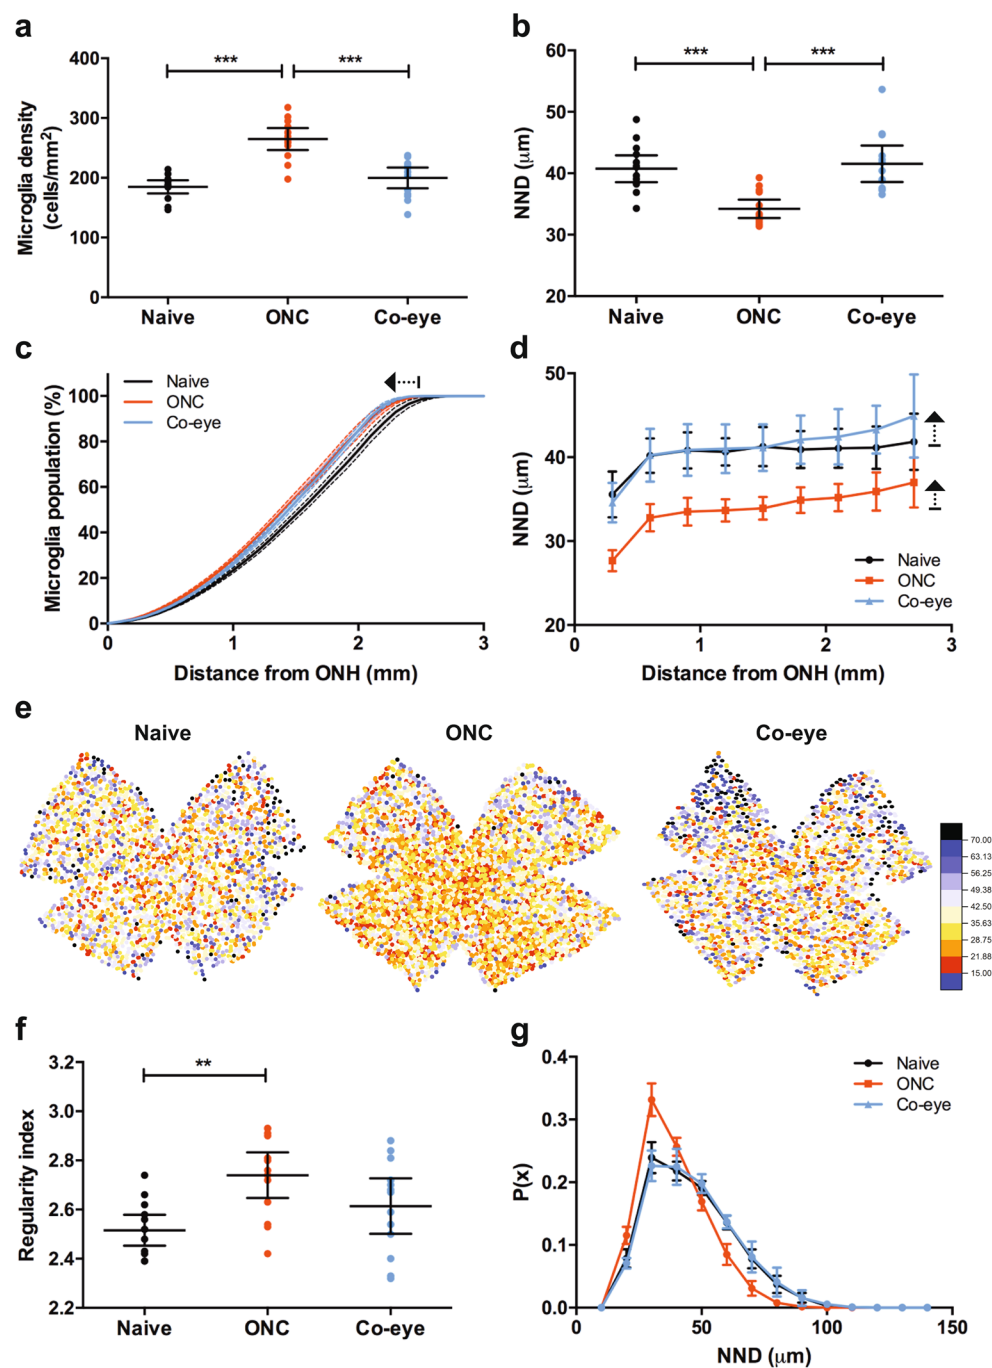 a
400
300
200
100
0
Microglia density
(cells/mm²)
***
***
Naive
ONC
Co-eye
b
60
50
40
30
20
NND (μm)
***
***
Naive
ONC
Co-eye
c
100
80
60
40
20
0
Microglia population (%)
Naive
ONC
Co-eye
0
1
2
3
Distance from ONH (mm)
d
50
40
30
20
NND (μm)
Naive
ONC
Co-eye
0
1
2
3
Distance from ONH (mm)
e
Naive
ONC
Co-eye
70.00
63.13
56.25
49.38
42.50
35.63
28.75
21.88
15.00
f
3.2
3.0
2.8
2.6
2.4
2.2
Regularity index
**
Naive
ONC
Co-eye
g
0.4
0.3
0.2
0.1
0.0
P(x)
Naive
ONC
Co-eye
0
50
100
150
NND (μm)